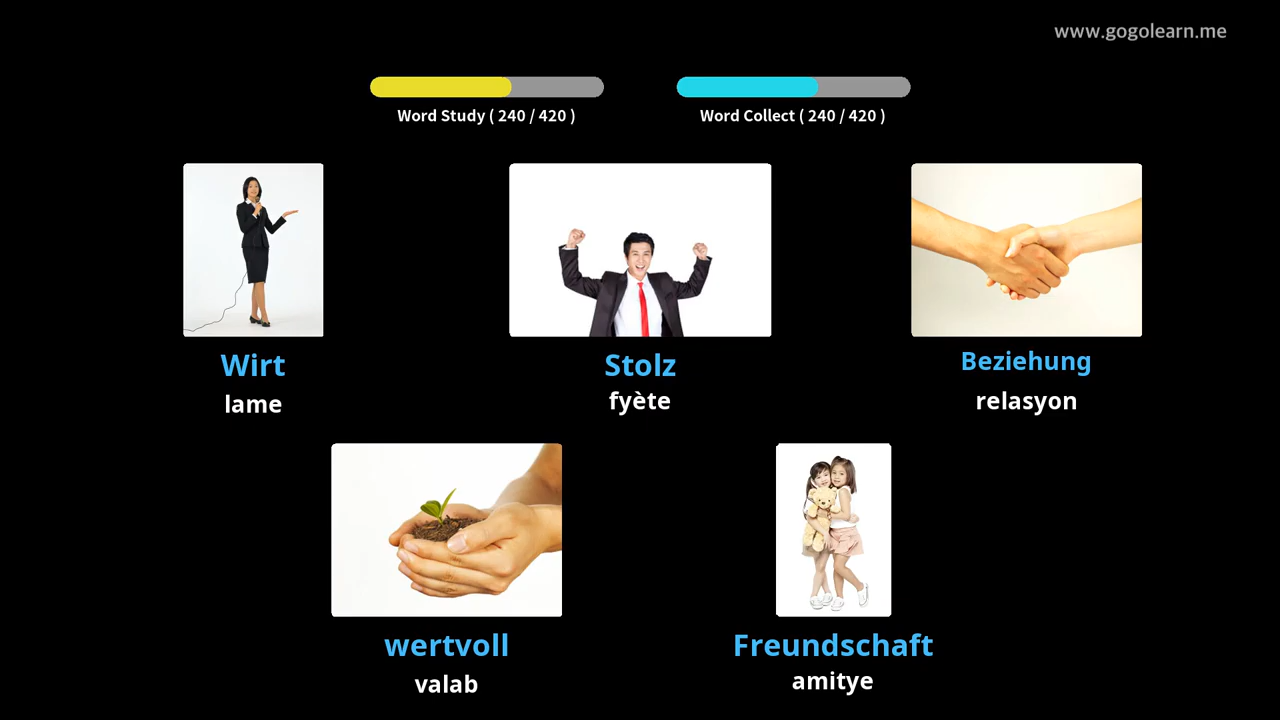 www.gogolearn.me
Word Study ( 240 / 420 )
Word Collect ( 240 / 420 )
Wirt
lame
Stolz
fyète
Beziehung
relasyon
wertvoll
valab
Freundschaft
amitye